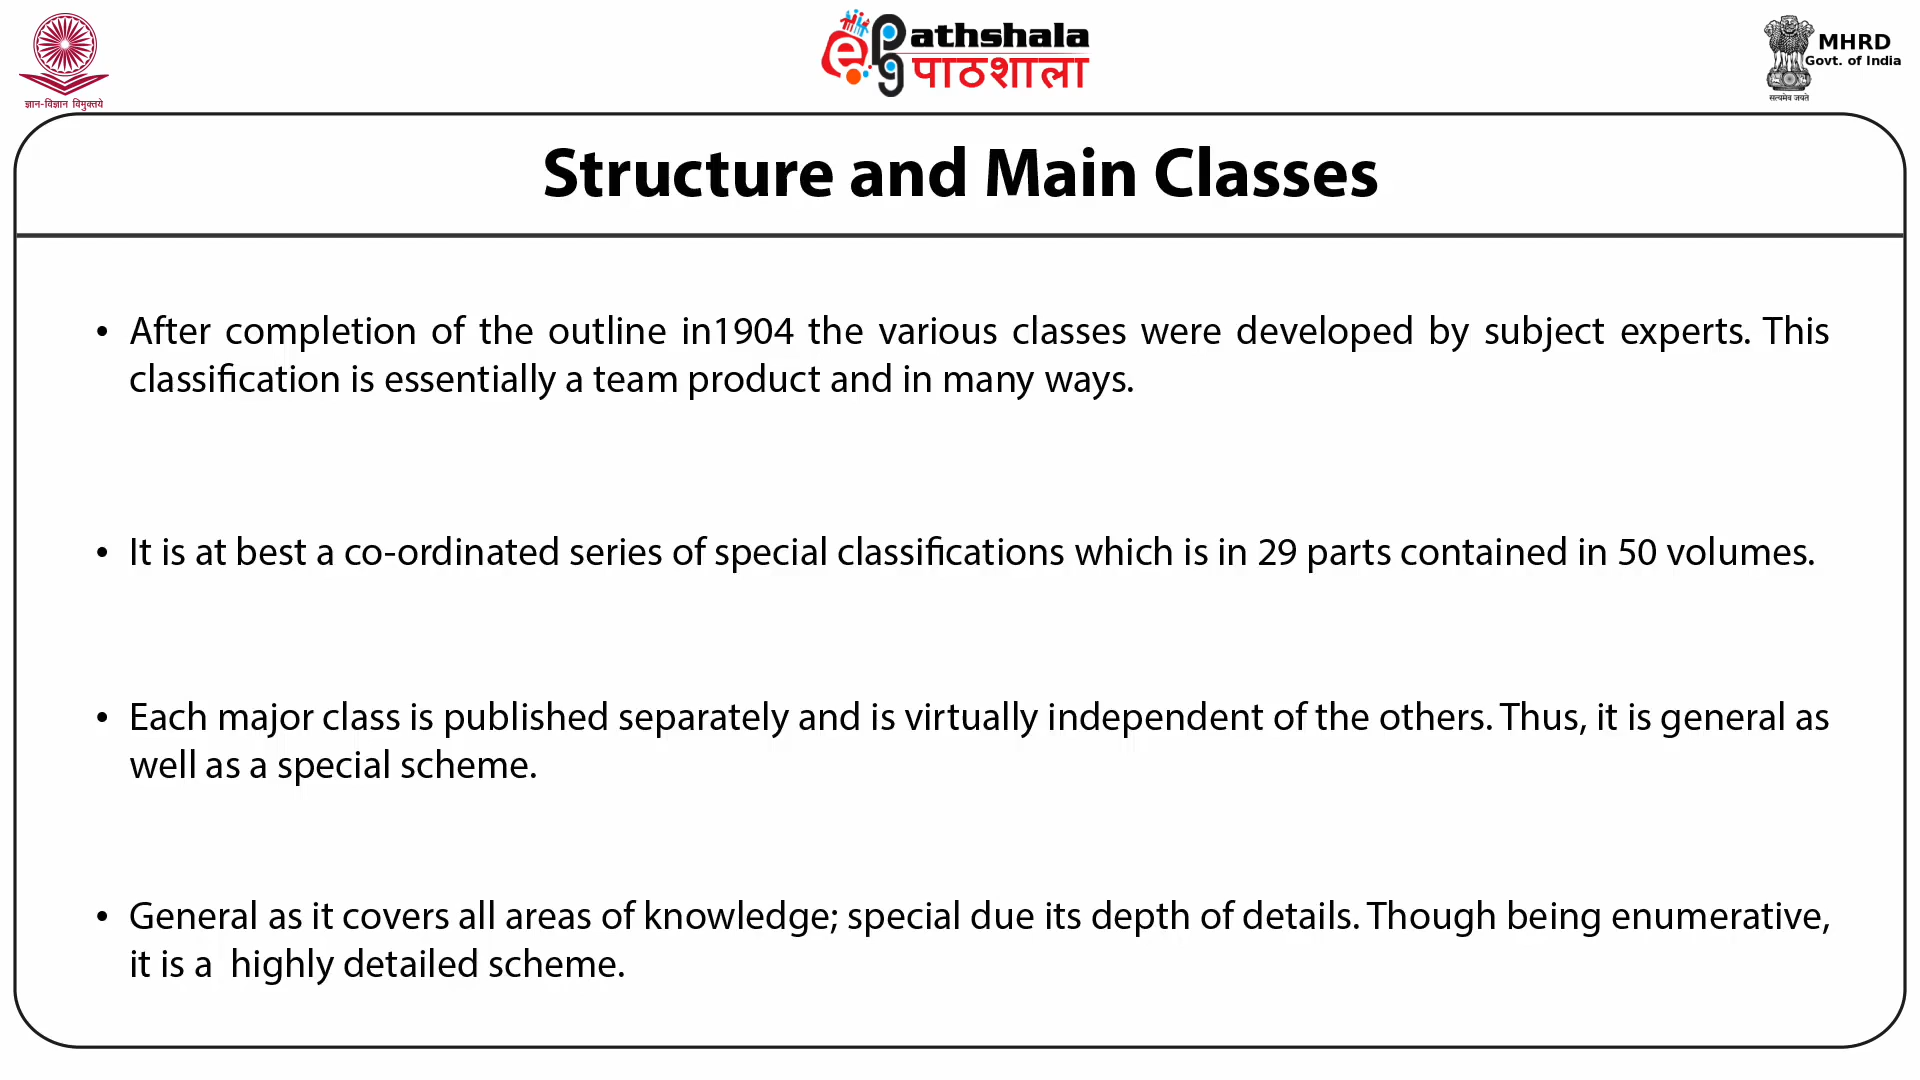 ज्ञान-विज्ञान विमुक्तये
ePathshala
पाठशाला
MHRD
Govt. of India
सत्यमेव जयते
Structure and Main Classes
• After completion of the outline in1904 the various classes were developed by subject experts. This
classification is essentially a team product and in many ways.
• It is at best a co-ordinated series of special classifications which is in 29 parts contained in 50 volumes.
• Each major class is published separately and is virtually independent of the others. Thus, it is general as
well as a special scheme.
• General as it covers all areas of knowledge; special due its depth of details. Though being enumerative,
it is a  highly detailed scheme.